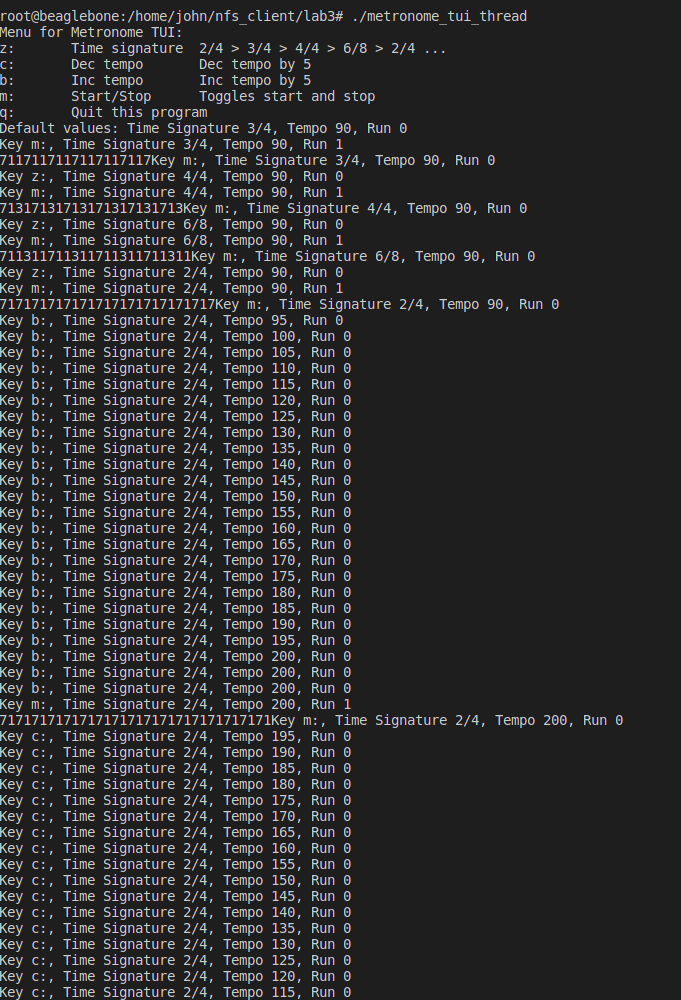 root@beaglebone:/home/john/nfs_client/lab3# ./metronome_tui_thread
Menu for Metronome TUI:
z:       Time signature  2/4 > 3/4 > 4/4 > 6/8 > 2/4 ...
c:       Dec tempo       Dec tempo by 5
b:       Inc tempo       Inc tempo by 5
m:       Start/Stop      Toggles start and stop
q:       Quit this program
Default values: Time Signature 3/4, Tempo 90, Run 0
Key m:, Time Signature 3/4, Tempo 90, Run 1
7117117117117117117Key m:, Time Signature 3/4, Tempo 90, Run 0
Key z:, Time Signature 4/4, Tempo 90, Run 0
Key m:, Time Signature 4/4, Tempo 90, Run 1
71317131713171317131713Key m:, Time Signature 4/4, Tempo 90, Run 0
Key z:, Time Signature 6/8, Tempo 90, Run 0
Key m:, Time Signature 6/8, Tempo 90, Run 1
711311711311711311711311Key m:, Time Signature 6/8, Tempo 90, Run 0
Key z:, Time Signature 2/4, Tempo 90, Run 0
Key m:, Time Signature 2/4, Tempo 90, Run 1
717171717171717171717171717Key m:, Time Signature 2/4, Tempo 90, Run 0
Key b:, Time Signature 2/4, Tempo 95, Run 0
Key b:, Time Signature 2/4, Tempo 100, Run 0
Key b:, Time Signature 2/4, Tempo 105, Run 0
Key b:, Time Signature 2/4, Tempo 110, Run 0
Key b:, Time Signature 2/4, Tempo 115, Run 0
Key b:, Time Signature 2/4, Tempo 120, Run 0
Key b:, Time Signature 2/4, Tempo 125, Run 0
Key b:, Time Signature 2/4, Tempo 130, Run 0
Key b:, Time Signature 2/4, Tempo 135, Run 0
Key b:, Time Signature 2/4, Tempo 140, Run 0
Key b:, Time Signature 2/4, Tempo 145, Run 0
Key b:, Time Signature 2/4, Tempo 150, Run 0
Key b:, Time Signature 2/4, Tempo 155, Run 0
Key b:, Time Signature 2/4, Tempo 160, Run 0
Key b:, Time Signature 2/4, Tempo 165, Run 0
Key b:, Time Signature 2/4, Tempo 170, Run 0
Key b:, Time Signature 2/4, Tempo 175, Run 0
Key b:, Time Signature 2/4, Tempo 180, Run 0
Key b:, Time Signature 2/4, Tempo 185, Run 0
Key b:, Time Signature 2/4, Tempo 190, Run 0
Key b:, Time Signature 2/4, Tempo 195, Run 0
Key b:, Time Signature 2/4, Tempo 200, Run 0
Key b:, Time Signature 2/4, Tempo 200, Run 0
Key b:, Time Signature 2/4, Tempo 200, Run 0
Key m:, Time Signature 2/4, Tempo 200, Run 1
7171717171717171717171717171717171Key m:, Time Signature 2/4, Tempo 200, Run 0
Key c:, Time Signature 2/4, Tempo 195, Run 0
Key c:, Time Signature 2/4, Tempo 190, Run 0
Key c:, Time Signature 2/4, Tempo 185, Run 0
Key c:, Time Signature 2/4, Tempo 180, Run 0
Key c:, Time Signature 2/4, Tempo 175, Run 0
Key c:, Time Signature 2/4, Tempo 170, Run 0
Key c:, Time Signature 2/4, Tempo 165, Run 0
Key c:, Time Signature 2/4, Tempo 160, Run 0
Key c:, Time Signature 2/4, Tempo 155, Run 0
Key c:, Time Signature 2/4, Tempo 150, Run 0
Key c:, Time Signature 2/4, Tempo 145, Run 0
Key c:, Time Signature 2/4, Tempo 140, Run 0
Key c:, Time Signature 2/4, Tempo 135, Run 0
Key c:, Time Signature 2/4, Tempo 130, Run 0
Key c:, Time Signature 2/4, Tempo 125, Run 0
Key c:, Time Signature 2/4, Tempo 120, Run 0
Key c:, Time Signature 2/4, Tempo 115, Run 0